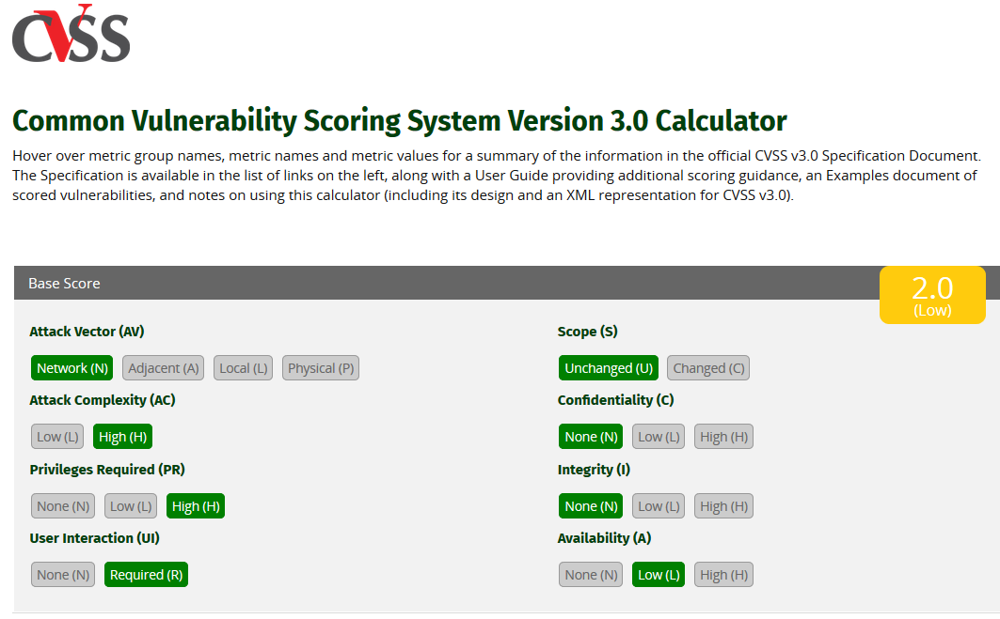 CVSS
Common Vulnerability Scoring System Version 3.0 Calculator
Hover over metric group names, metric names and metric values for a summary of the information in the official CVSS v3.0 Specification Document.
The Specification is available in the list of links on the left, along with a User Guide providing additional scoring guidance, an Examples document of
scored vulnerabilities, and notes on using this calculator (including its design and an XML representation for CVSS v3.0).
Base Score
2.0
(Low)
Attack Vector (AV)
Network (N) Adjacent (A) Local (L) Physical (P)
Attack Complexity (AC)
Low (L) High (H)
Privileges Required (PR)
None (N) Low (L) High (H)
User Interaction (UI)
None (N) Required (R)
Scope (S)
Unchanged (U) Changed (C)
Confidentiality (C)
None (N) Low (L) High (H)
Integrity (I)
None (N) Low (L) High (H)
Availability (A)
None (N) Low (L) High (H)